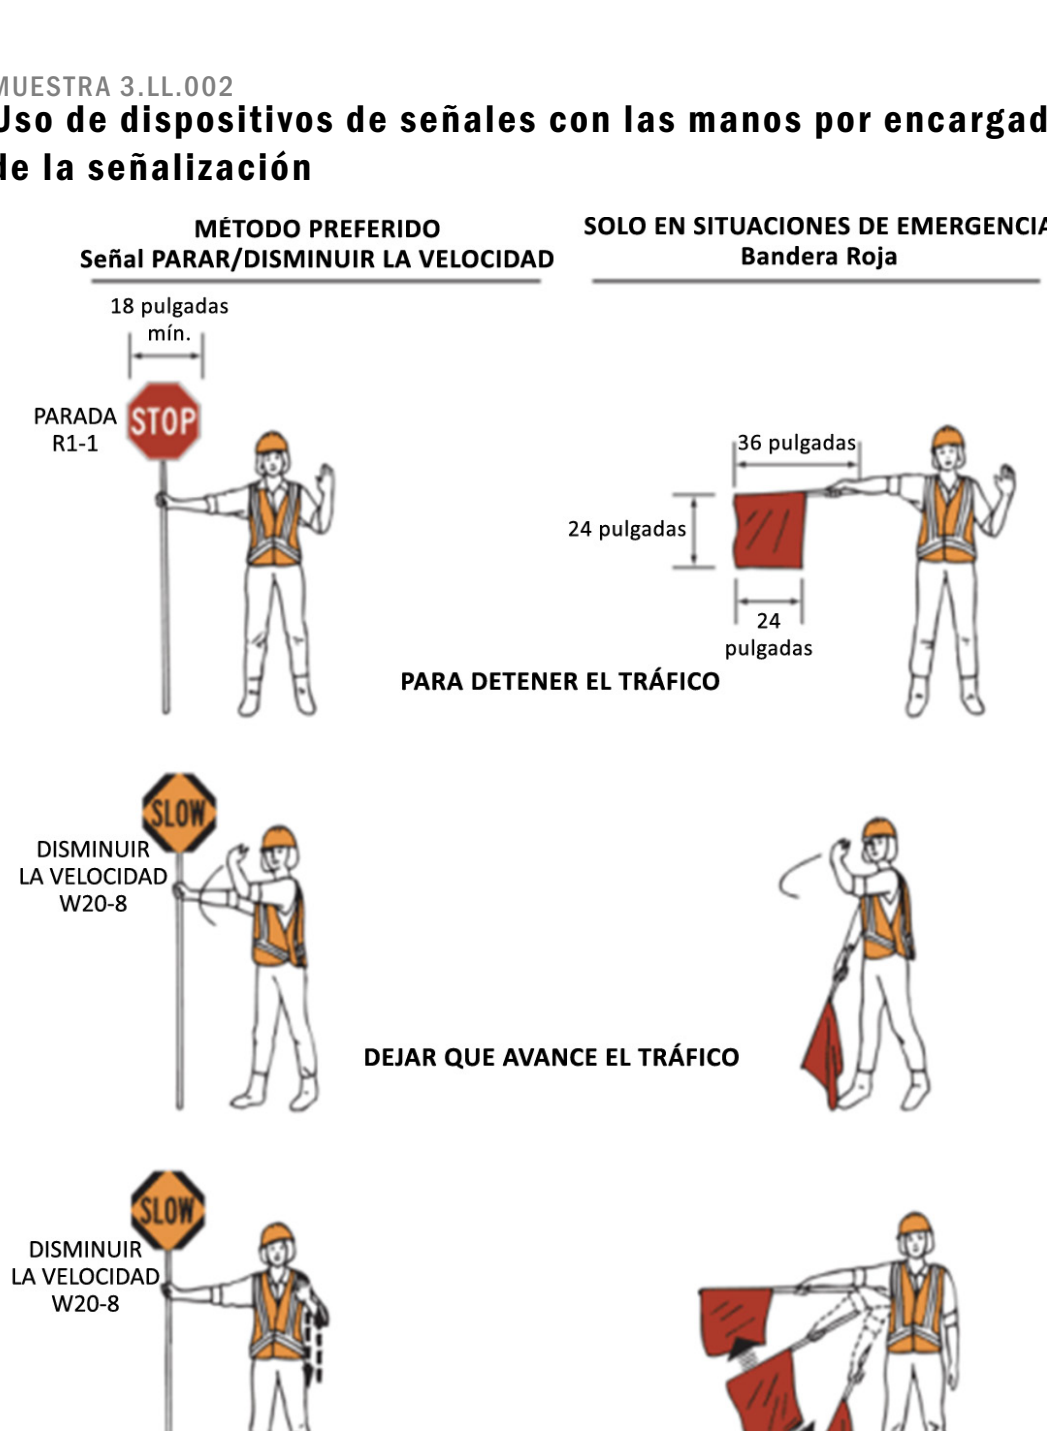 MUESTRA 3.LL.002
Uso de dispositivos de señales con las manos por encargad
de la señalización
MÉTODO PREFERIDO
Señal PARAR/DISMINUIR LA VELOCIDAD
SOLO EN SITUACIONES DE EMERGENCIA
Bandera Roja
18 pulgadas
mín.
PARADA
R1-1
STOP
36 pulgadas
24 pulgadas
24
pulgadas
PARA DETENER EL TRÁFICO
SLOW
DISMINUIR
LA VELOCIDAD
W20-8
DEJAR QUE AVANCE EL TRÁFICO
SLOW
DISMINUIR
LA VELOCIDAD
W20-8